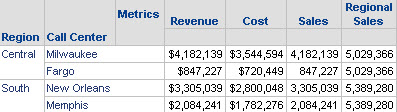 Metrics Revenue Cost Sales Regional Sales
Region Call Center
Central Milwaukee $4,182,139 $3,544,594 4,182,139 5,029,366
Fargo $847,227 $720,449 847,227 5,029,366
South New Orleans $3,305,039 $2,800,048 3,305,039 5,389,280
Memphis $2,084,241 $1,782,276 2,084,241 5,389,280